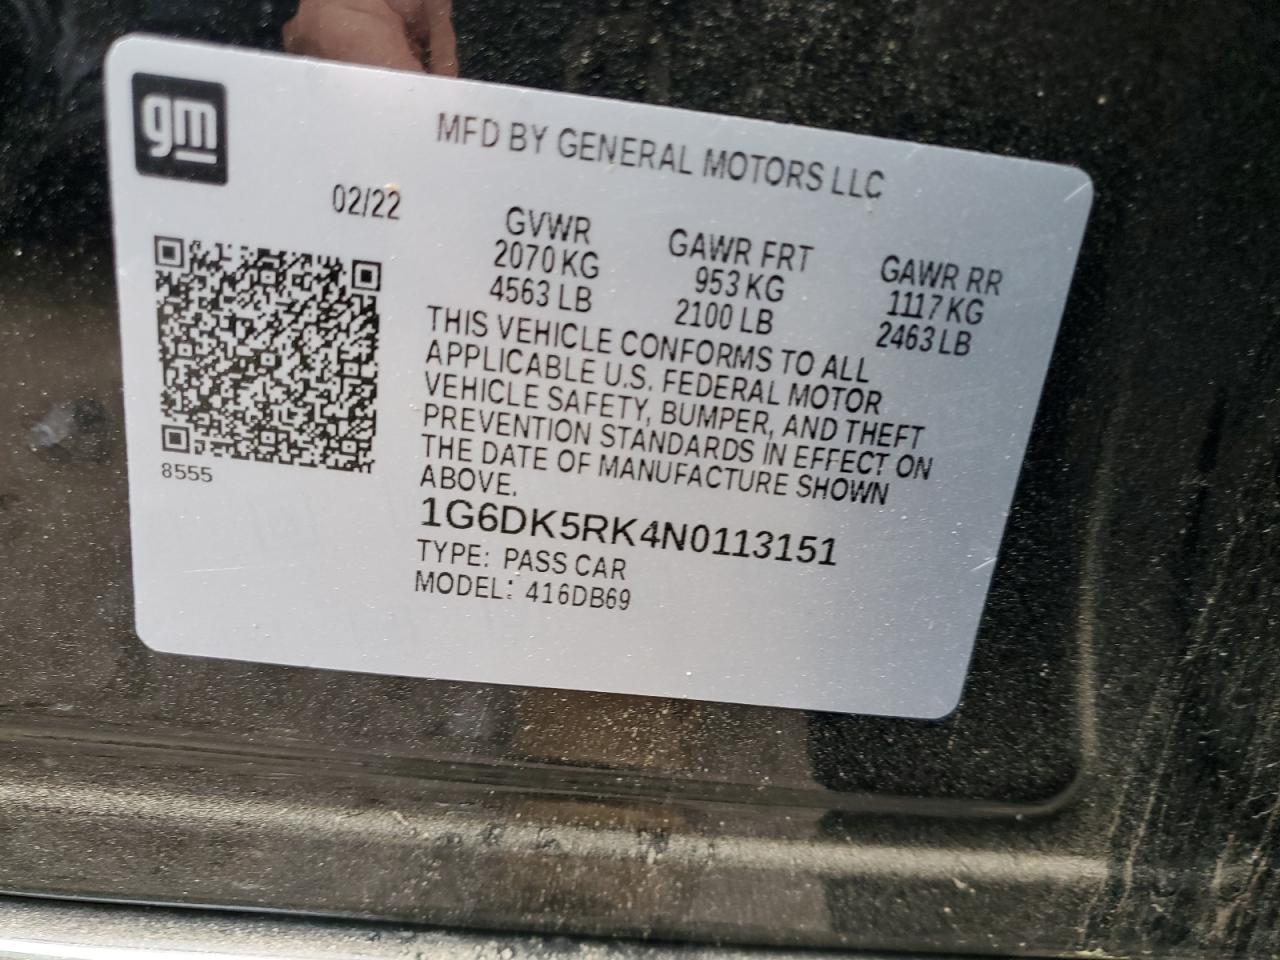 gm
MFD BY GENERAL MOTORS LLC
02/22
GVWR
2070 KG
4563 LB
GAWR FRT
953 KG
2100 LB
GAWR RR
1117 KG
2463 LB
THIS VEHICLE CONFORMS TO ALL
APPLICABLE U.S. FEDERAL MOTOR
VEHICLE SAFETY, BUMPER, AND THEFT
PREVENTION STANDARDS IN EFFECT ON
THE DATE OF MANUFACTURE SHOWN
ABOVE.
8555
1G6DK5RK4N0113151
TYPE: PASS CAR
MODEL: 416DB69